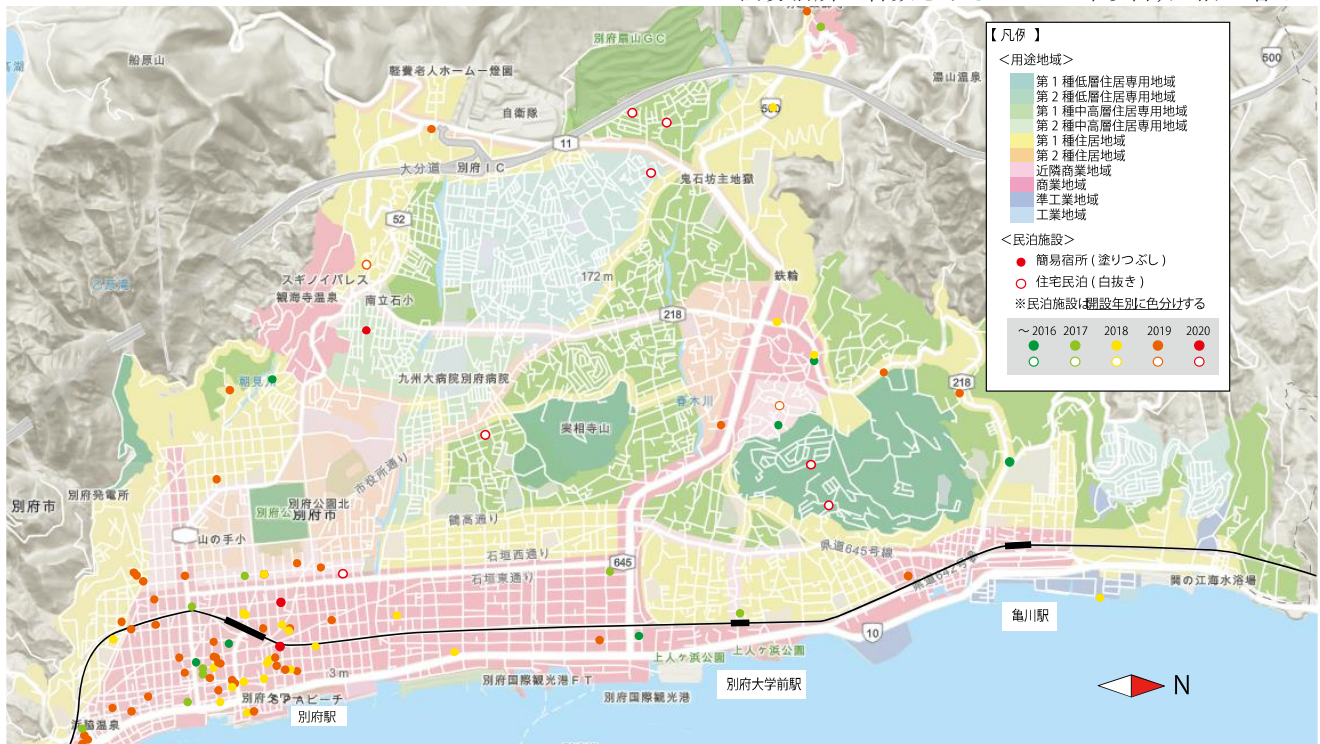 船原山
別府扇山GC
軽費老人ホーム一燈園
自衛隊
湯山温泉
500
500
【 凡例 】
＜用途地域＞
第1種低層住居専用地域
第2種低層住居専用地域
第1種中高層住居専用地域
第2種中高層住居専用地域
第1種住居地域
第2種住居地域
近隣商業地域
商業地域
準工業地域
工業地域
＜民泊施設＞
簡易宿所 ( 塗りつぶし )
住宅民泊 ( 白抜き )
※民泊施設は開設年別に色分けする
～ 2016 2017 2018 2019 2020
11
大分道
別府ＩＣ
鬼石坊主地獄
52
スギノイパレス
観海寺温泉
172 m
鉄輪
南立石小
218
朝見川
九州大病院別府病院
218
春木川
実相寺山
市役所通り
別府発電所
別府市
別府公園北
別府市
山の手小
鶴高通り
石垣西通り
石垣東通り
645
県道645号線
関の江海水浴場
亀川駅
10
3 m
上人ケ浜公園
上人ケ浜公園
別府国際観光港ＦＴ
別府国際観光港
別府大学前駅
別府駅
浜脇温泉
N